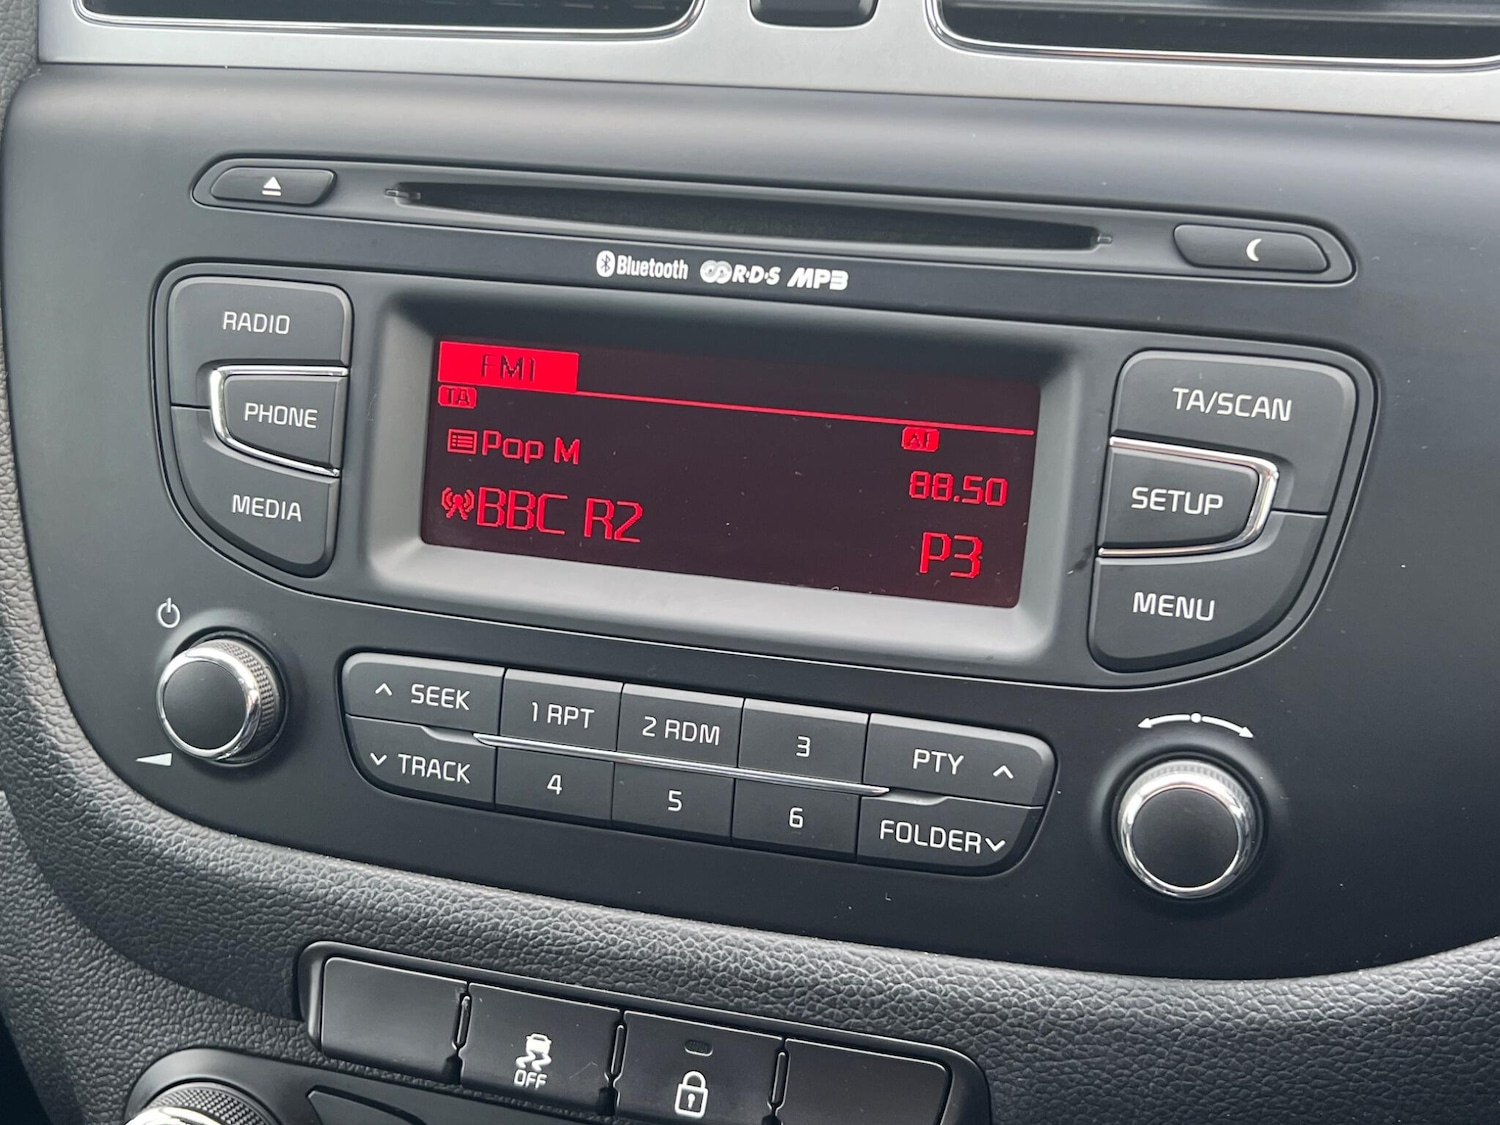 Bluetooth R·D·S MP3
RADIO
PHONE
MEDIA
FM1
TA
AF
Pop M
88.50
BBC R2
P3
TA/SCAN
SETUP
MENU
SEEK
TRACK
1 RPT
2 RDM
3
4
5
6
PTY
FOLDER
OFF